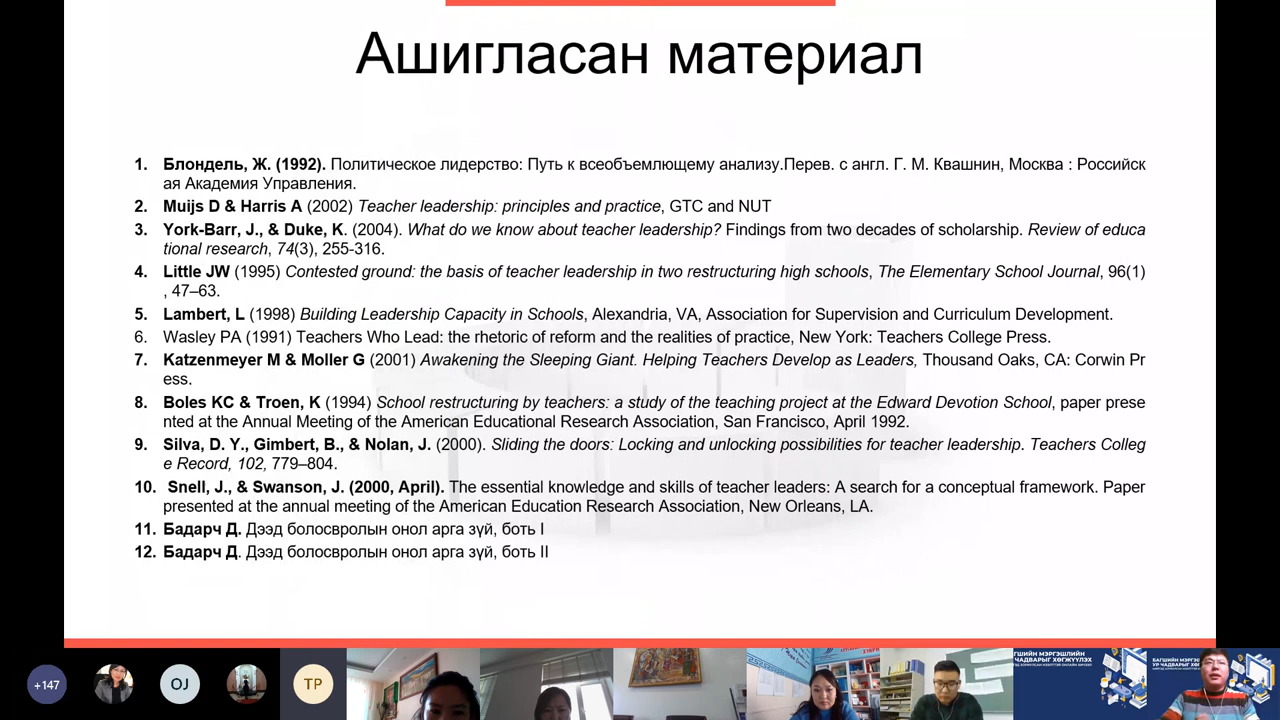 Ашигласан материал
1. Блондель, Ж. (1992). Политическое лидерство: Путь к всеобъемлющему анализу.Перев. с англ. Г. М. Квашнин, Москва : Российск
ая Академия Управления.
2. Muijs D & Harris A (2002) Teacher leadership: principles and practice, GTC and NUT
3. York-Barr, J., & Duke, K. (2004). What do we know about teacher leadership? Findings from two decades of scholarship. Review of educa
tional research, 74(3), 255-316.
4. Little JW (1995) Contested ground: the basis of teacher leadership in two restructuring high schools, The Elementary School Journal, 96(1)
, 47–63.
5. Lambert, L (1998) Building Leadership Capacity in Schools, Alexandria, VA, Association for Supervision and Curriculum Development.
6. Wasley PA (1991) Teachers Who Lead: the rhetoric of reform and the realities of practice, New York: Teachers College Press.
7. Katzenmeyer M & Moller G (2001) Awakening the Sleeping Giant. Helping Teachers Develop as Leaders, Thousand Oaks, CA: Corwin Pr
ess.
8. Boles KC & Troen, K (1994) School restructuring by teachers: a study of the teaching project at the Edward Devotion School, paper prese
nted at the Annual Meeting of the American Educational Research Association, San Francisco, April 1992.
9. Silva, D. Y., Gimbert, B., & Nolan, J. (2000). Sliding the doors: Locking and unlocking possibilities for teacher leadership. Teachers Colleg
e Record, 102, 779–804.
10. Snell, J., & Swanson, J. (2000, April). The essential knowledge and skills of teacher leaders: A search for a conceptual framework. Paper
presented at the annual meeting of the American Education Research Association, New Orleans, LA.
11. Бадарч Д. Дээд болосвролын онол арга зүй, боть I
12. Бадарч Д. Дээд болосвролын онол арга зүй, боть II
+147
OJ
TP
ГШИЙН МЭРГЭШЛИЙН
ЧАДВАРЫГ ХӨГЖҮҮЛЭХ
БАГШИЙН МЭРГЭ
УР ЧАДВАРЫГ ХӨ